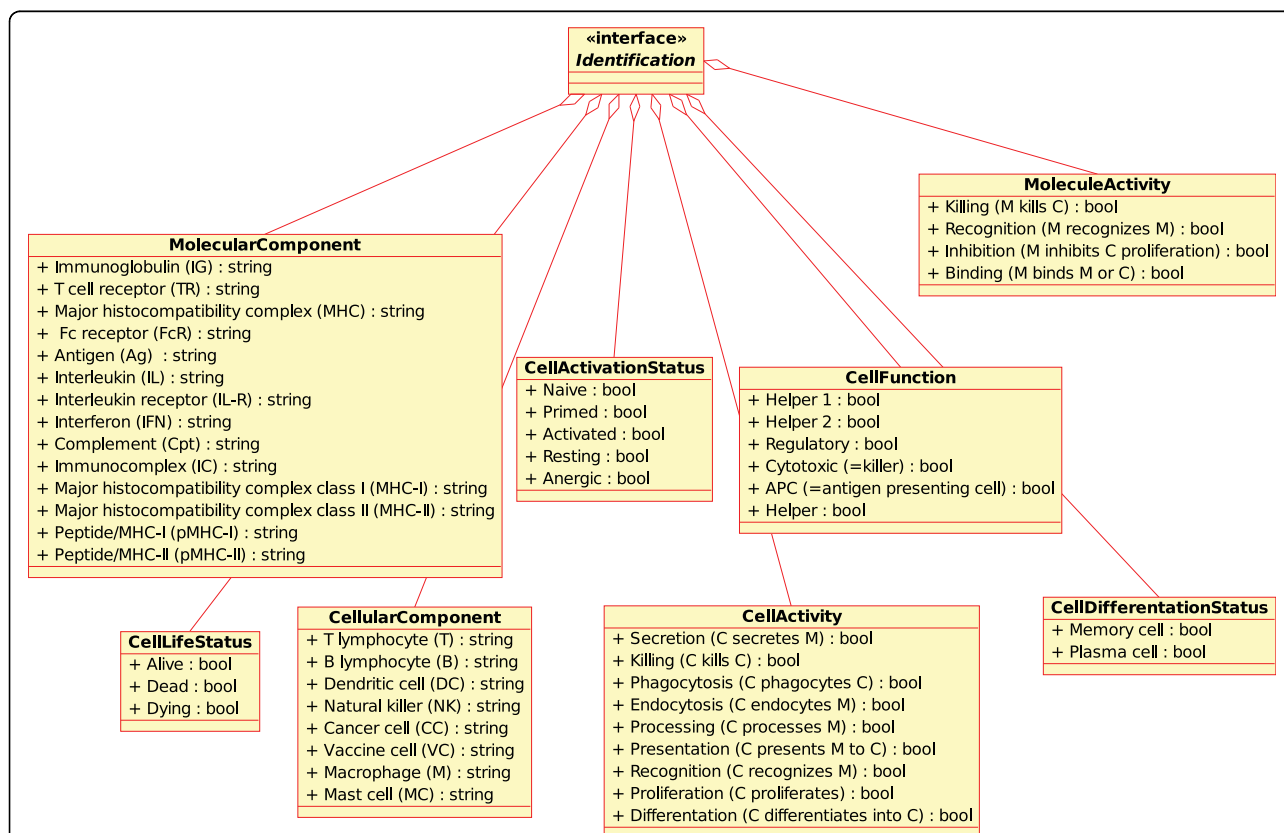 «interface»
Identification
MoleculeActivity
+ Killing (M kills C) : bool
+ Recognition (M recognizes M) : bool
+ Inhibition (M inhibits C proliferation) : bool
+ Binding (M binds M or C) : bool
MolecularComponent
+ Immunoglobulin (IG) : string
+ T cell receptor (TR) : string
+ Major histocompatibility complex (MHC) : string
+ Fc receptor (FcR) : string
+ Antigen (Ag) : string
+ Interleukin (IL) : string
+ Interleukin receptor (IL-R) : string
+ Interferon (IFN) : string
+ Complement (Cpt) : string
+ Immunocomplex (IC) : string
+ Major histocompatibility complex class I (MHC-I) : string
+ Major histocompatibility complex class II (MHC-II) : string
+ Peptide/MHC-I (pMHC-I) : string
+ Peptide/MHC-II (pMHC-II) : string
CellActivationStatus
+ Naive : bool
+ Primed : bool
+ Activated : bool
+ Resting : bool
+ Anergic : bool
CellFunction
+ Helper 1 : bool
+ Helper 2 : bool
+ Regulatory : bool
+ Cytotoxic (=killer) : bool
+ APC (=antigen presenting cell) : bool
+ Helper : bool
CellLifeStatus
+ Alive : bool
+ Dead : bool
+ Dying : bool
CellularComponent
+ T lymphocyte (T) : string
+ B lymphocyte (B) : string
+ Dendritic cell (DC) : string
+ Natural killer (NK) : string
+ Cancer cell (CC) : string
+ Vaccine cell (VC) : string
+ Macrophage (M) : string
+ Mast cell (MC) : string
CellActivity
+ Secretion (C secretes M) : bool
+ Killing (C kills C) : bool
+ Phagocytosis (C phagocytes C) : bool
+ Endocytosis (C endocytes M) : bool
+ Processing (C processes M) : bool
+ Presentation (C presents M to C) : bool
+ Recognition (C recognizes M) : bool
+ Proliferation (C proliferates) : bool
+ Differentation (C differentiates into C) : bool
CellDifferentationStatus
+ Memory cell : bool
+ Plasma cell : bool